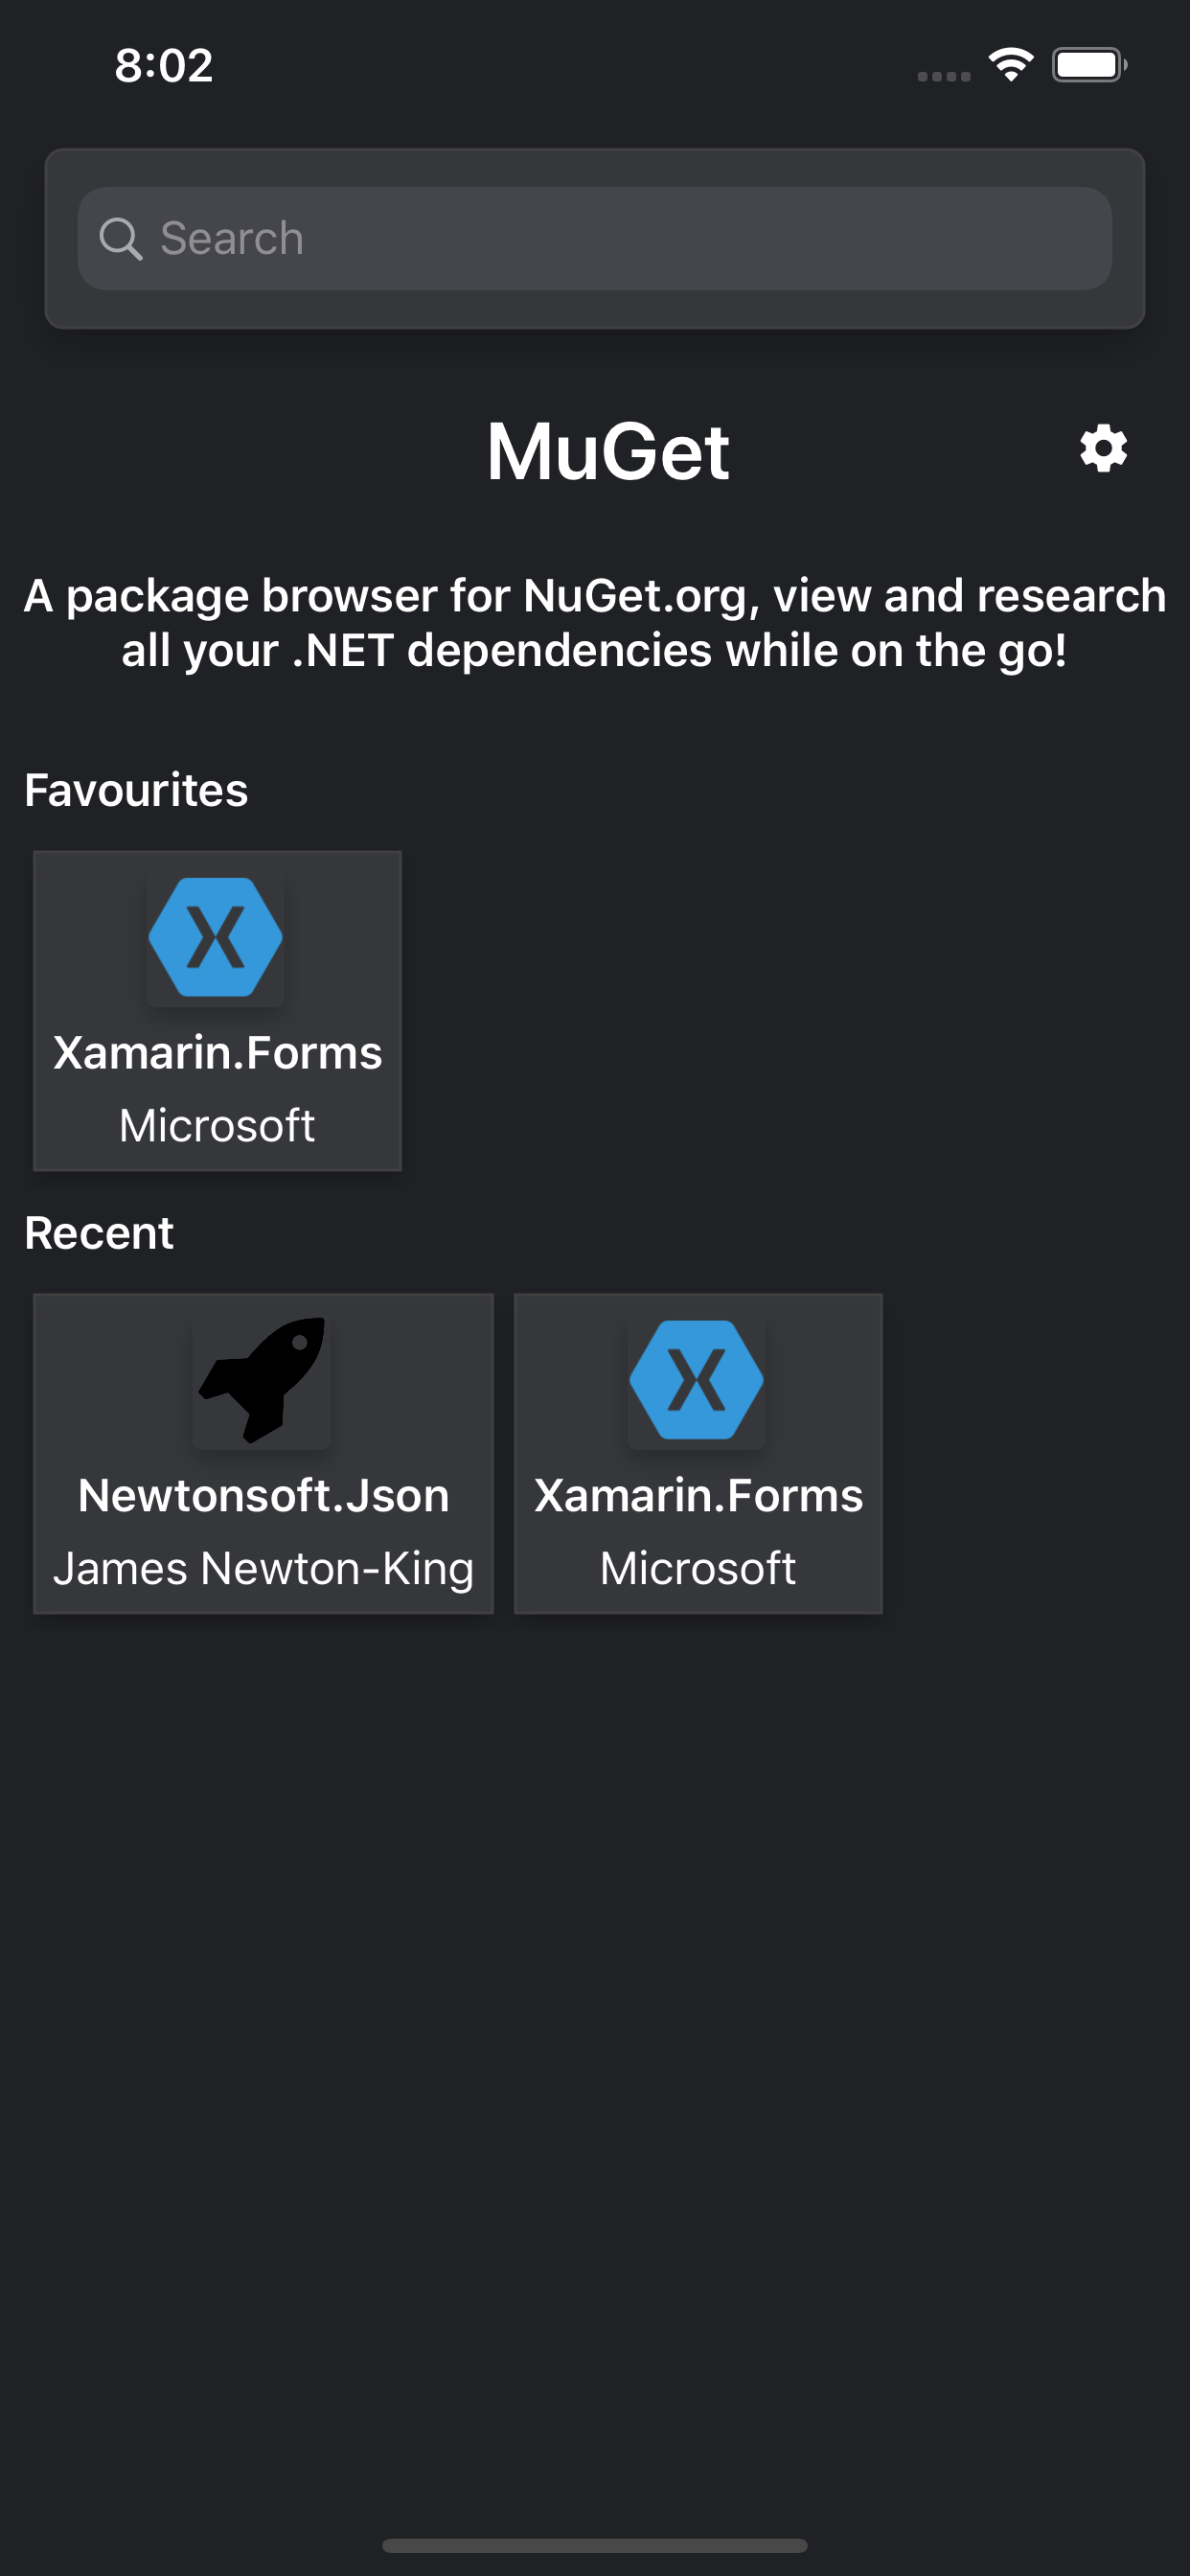 8:02
Search
MuGet
A package browser for NuGet.org, view and research
all your .NET dependencies while on the go!
Favourites
Xamarin.Forms
Microsoft
Recent
Newtonsoft.Json
James Newton-King
Xamarin.Forms
Microsoft